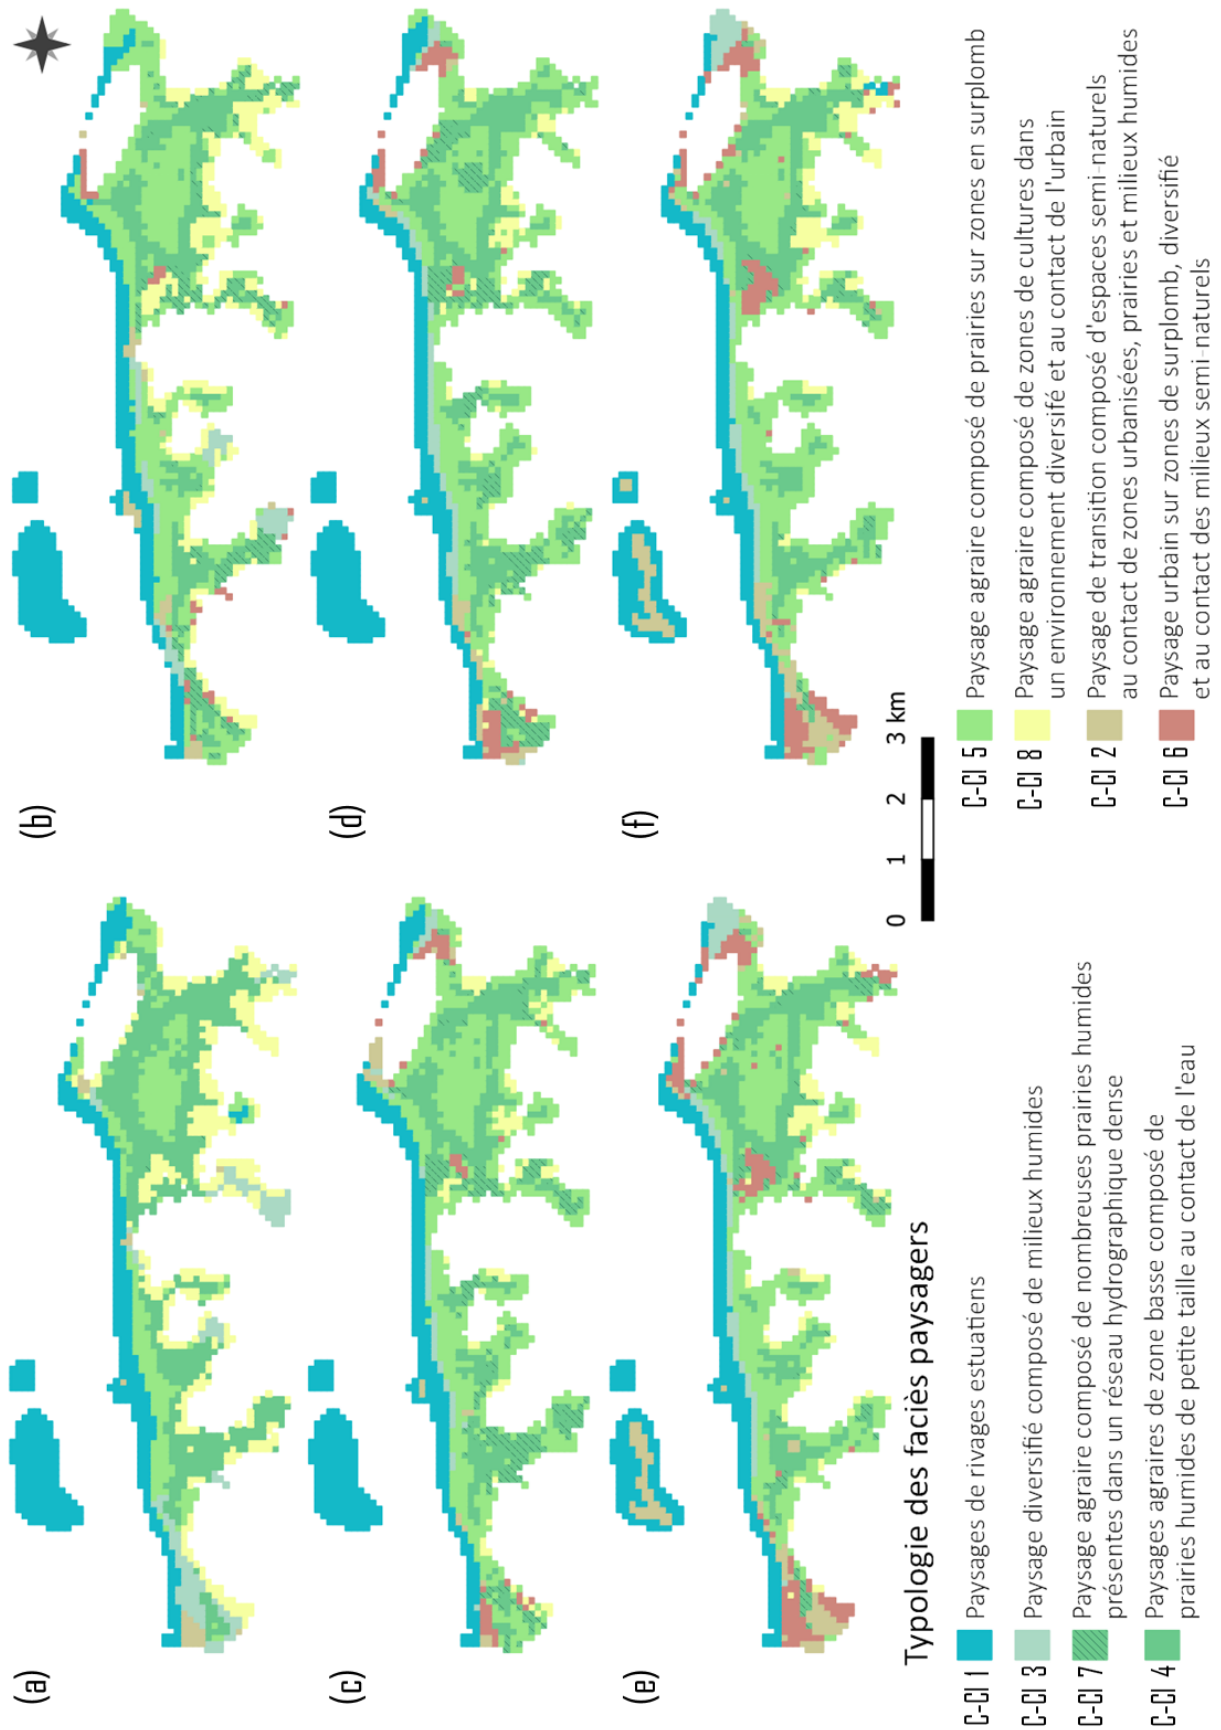 (a)
(b)
(c)
(d)
(e)
(f)
0 1 2 3 km
Typologie des faciès paysagers
C-Cl 1 Paysages de rivages estuatiens
C-Cl 3 Paysage diversifié composé de milieux humides
C-Cl 7 Paysage agraire composé de nombreuses prairies humides
présentes dans un réseau hydrographique dense
C-Cl 4 Paysages agraires de zone basse composé de
prairies humides de petite taille au contact de l'eau
C-Cl 5 Paysage agraire composé de prairies sur zones en surplomb
C-Cl 8 Paysage agraire composé de zones de cultures dans
un environnement diversifé et au contact de l'urbain
C-Cl 2 Paysage de transition composé d'espaces semi-naturels
au contact de zones urbanisées, prairies et milieux humides
C-Cl 6 Paysage urbain sur zones de surplomb, diversifié
et au contact des milieux semi-naturels